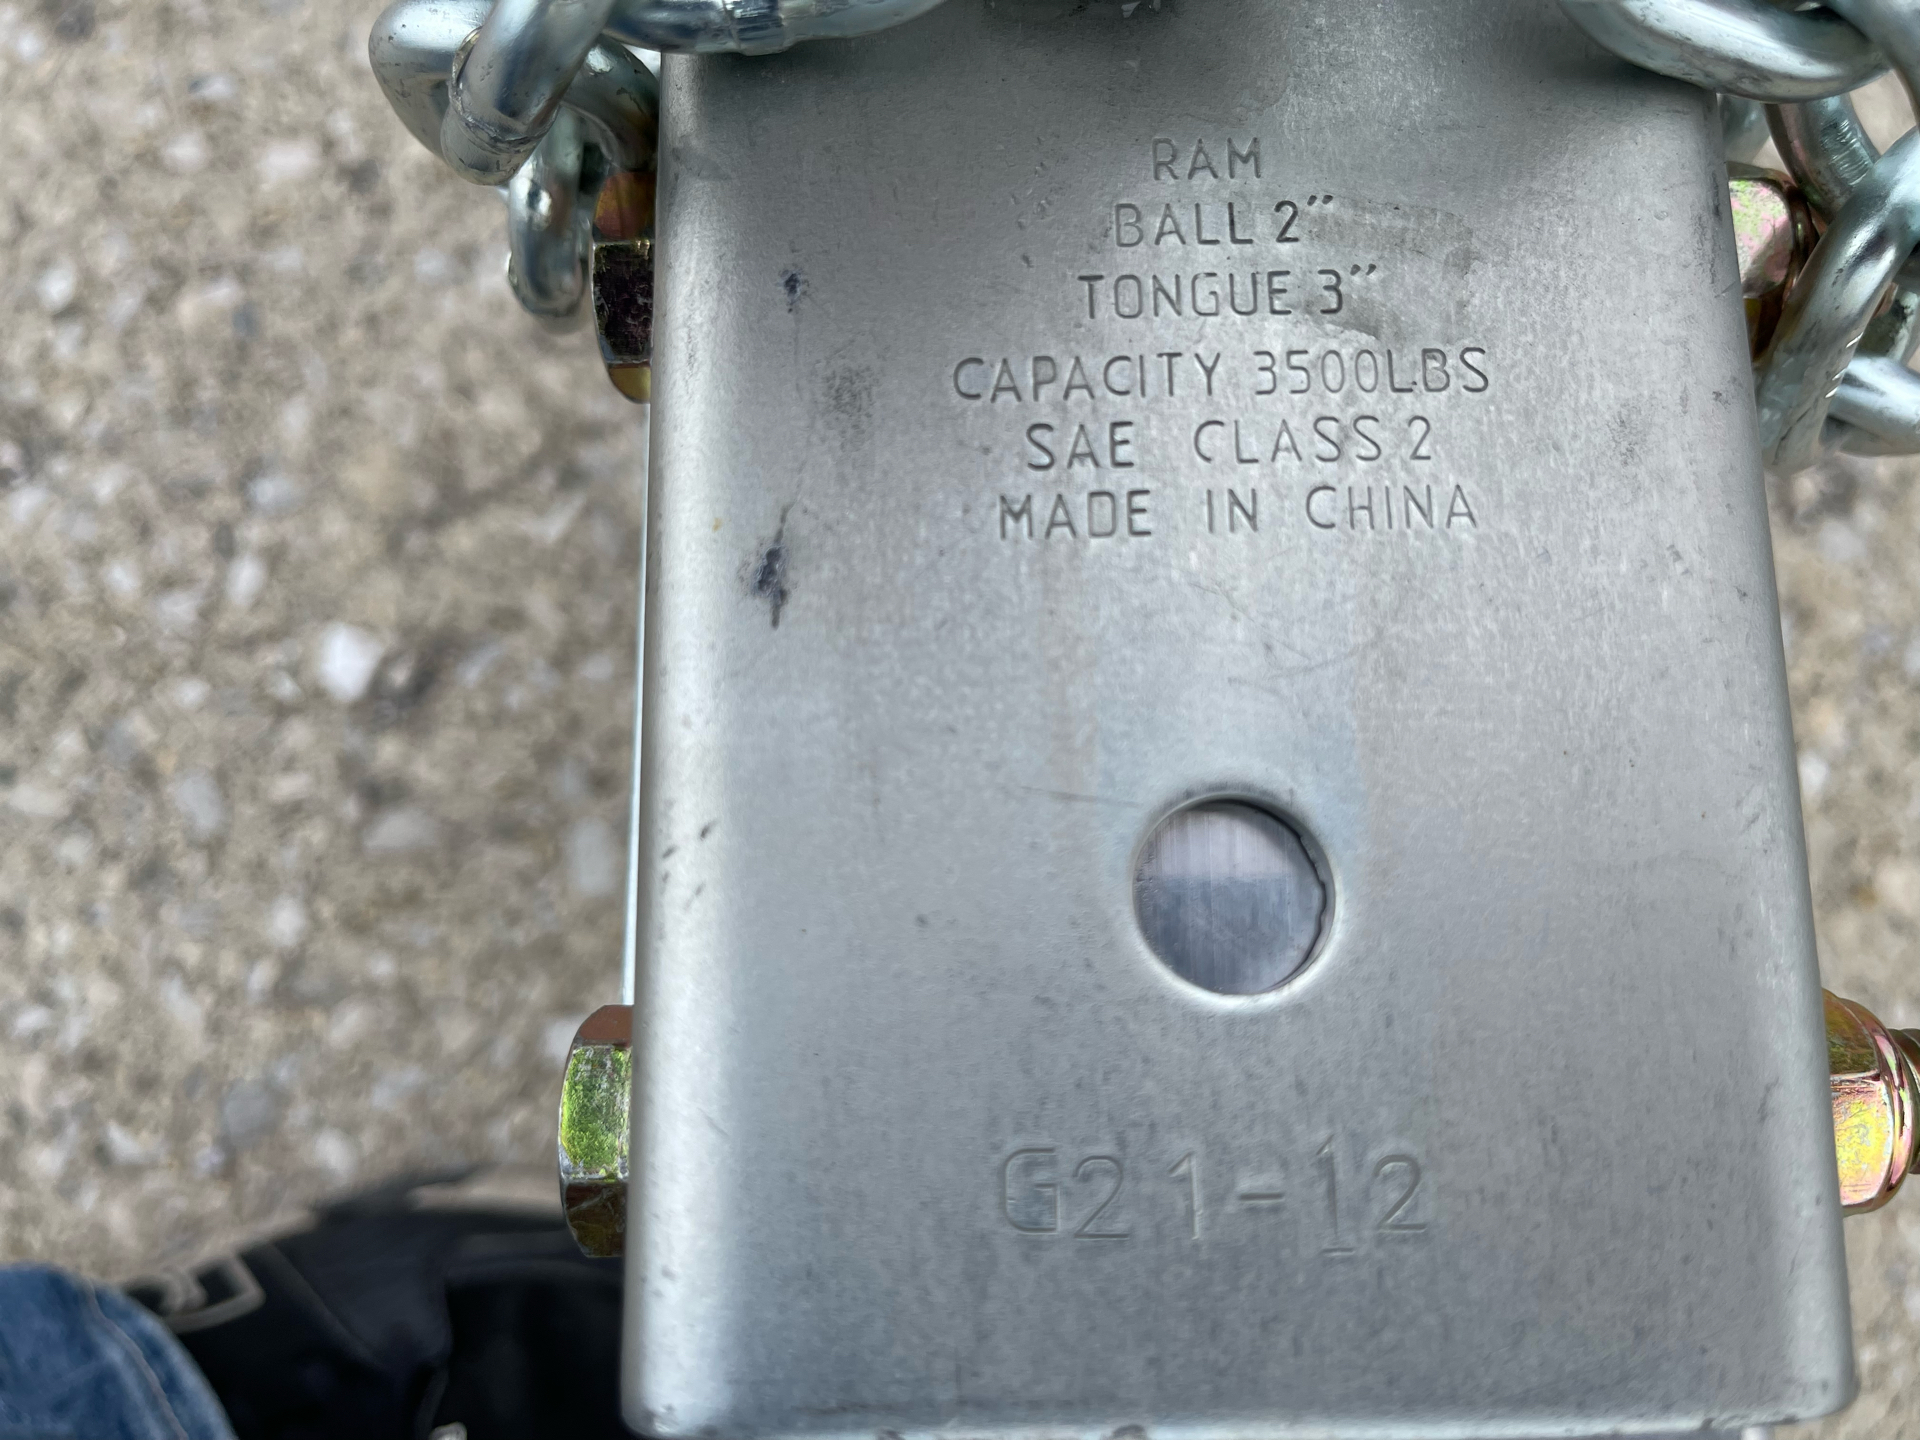 RAM
BALL 2"
TONGUE 3"
CAPACITY 3500LBS
SAE CLASS 2
MADE IN CHINA
G21-12